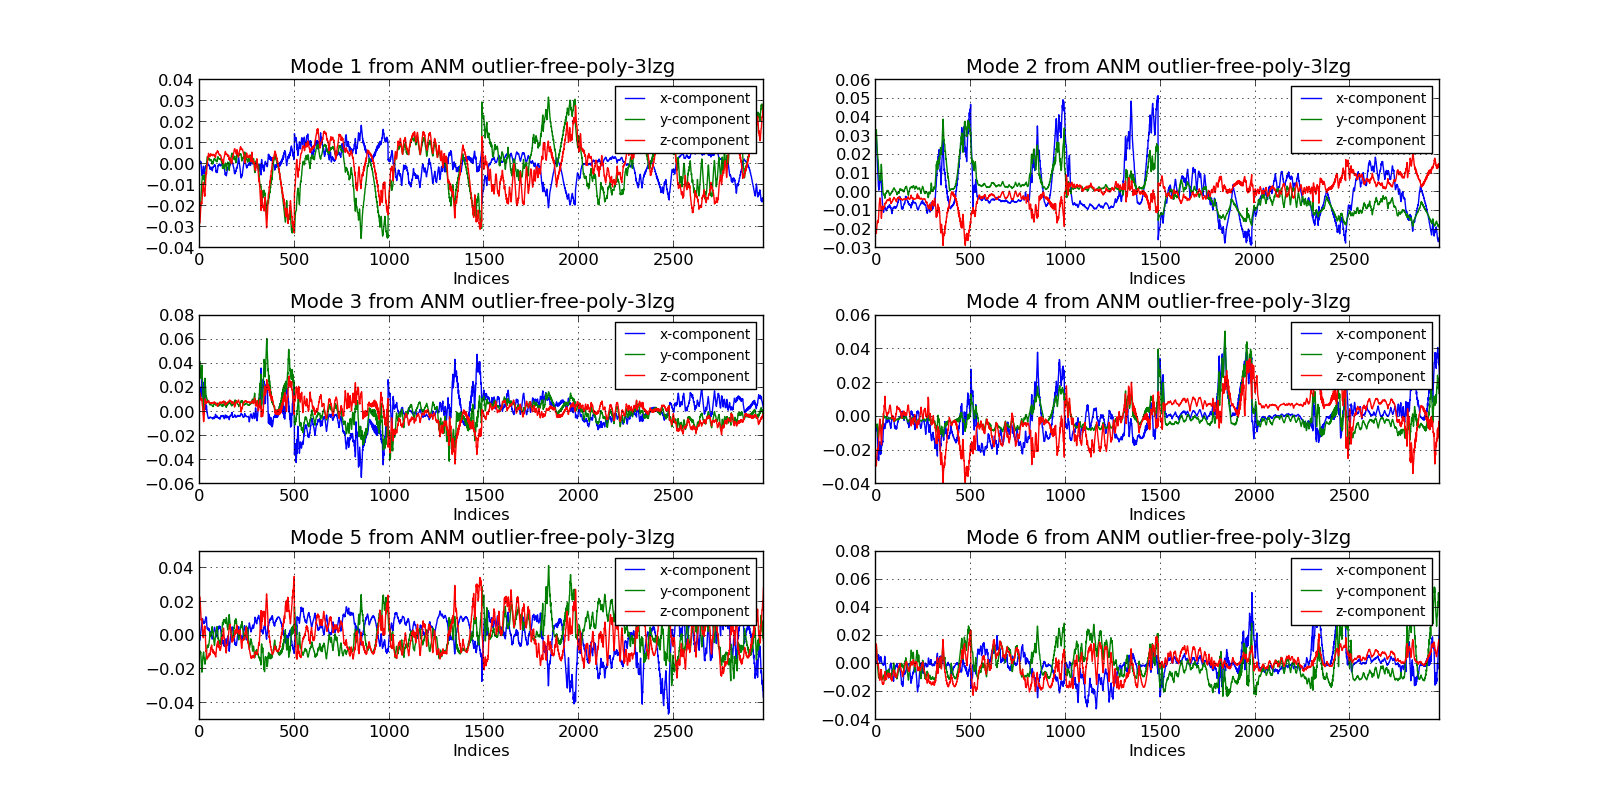 Mode 1 from ANM outlier-free-poly-3lzg
0.04
0.03
0.02
0.01
0.00
−0.01
−0.02
−0.03
−0.04
0
500
1000
1500
2000
2500
Indices
x-component
y-component
z-component
Mode 2 from ANM outlier-free-poly-3lzg
0.06
0.05
0.04
0.03
0.02
0.01
0.00
−0.01
−0.02
−0.03
0
500
1000
1500
2000
2500
Indices
x-component
y-component
z-component
Mode 3 from ANM outlier-free-poly-3lzg
0.08
0.06
0.04
0.02
0.00
−0.02
−0.04
−0.06
0
500
1000
1500
2000
2500
Indices
x-component
y-component
z-component
Mode 4 from ANM outlier-free-poly-3lzg
0.06
0.04
0.02
0.00
−0.02
−0.04
0
500
1000
1500
2000
2500
Indices
x-component
y-component
z-component
Mode 5 from ANM outlier-free-poly-3lzg
0.04
0.02
0.00
−0.02
−0.04
0
500
1000
1500
2000
2500
Indices
x-component
y-component
z-component
Mode 6 from ANM outlier-free-poly-3lzg
0.08
0.06
0.04
0.02
0.00
−0.02
−0.04
0
500
1000
1500
2000
2500
Indices
x-component
y-component
z-component